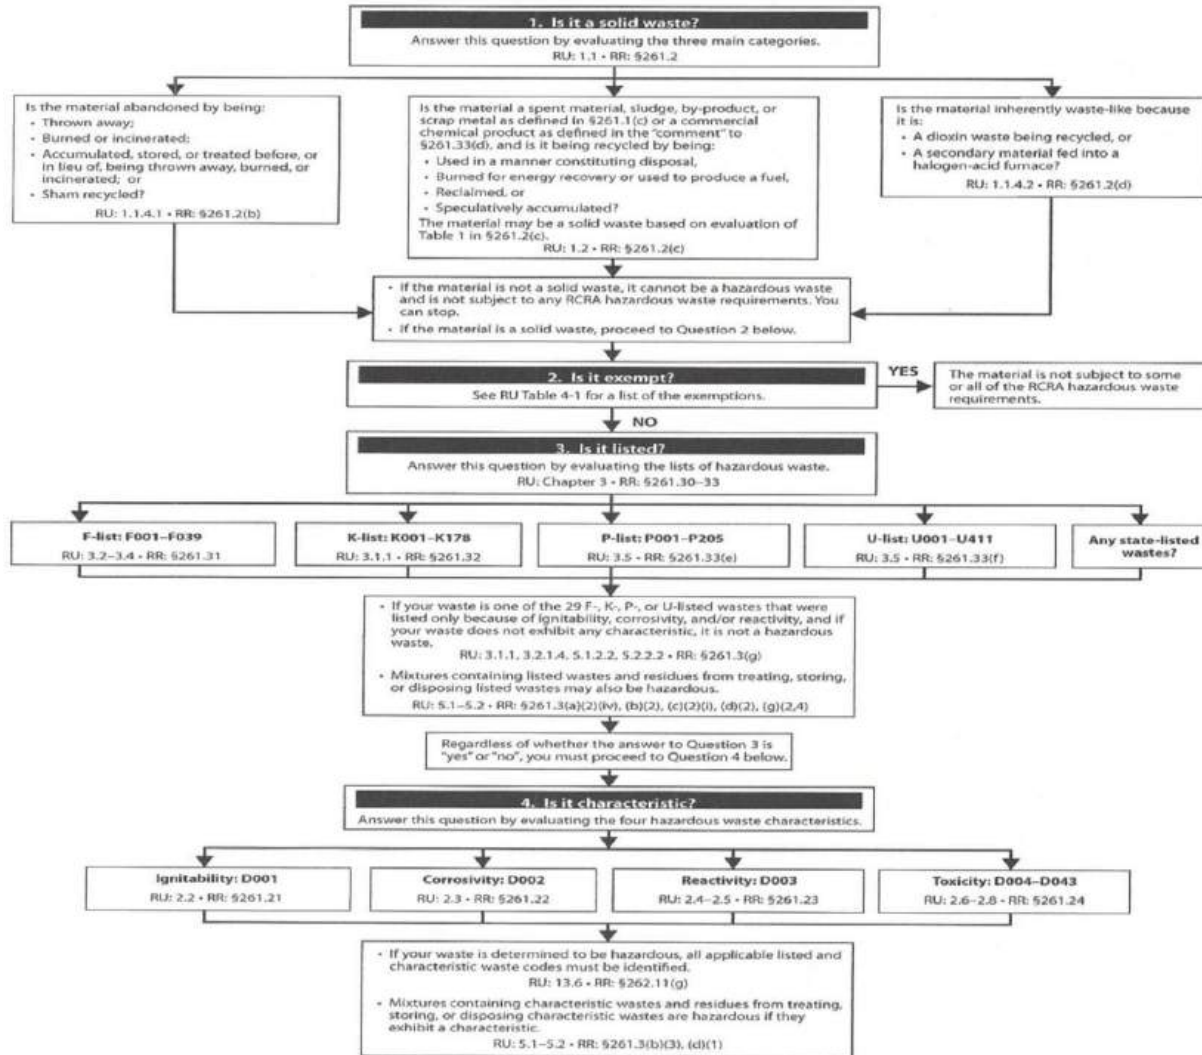 1. Is it a solid waste?
Answer this question by evaluating the three main categories.
RU: 1.1 • RR: §261.2
Is the material abandoned by being:
• Thrown away;
• Burned or incinerated;
• Accumulated, stored, or treated before, or
in lieu of, being thrown away, burned, or
incinerated; or
• Sham recycled?
RU: 1.1.4.1 • RR: §261.2(b)
Is the material a spent material, sludge, by-product, or
scrap metal as defined in §261.1(c) or a commercial
chemical product as defined in the "comment" to
§261.33(d), and is it being recycled by being:
• Used in a manner constituting disposal,
• Burned for energy recovery or used to produce a fuel,
• Reclaimed, or
• Speculatively accumulated?
The material may be a solid waste based on evaluation of
Table 1 in §261.2(c).
RU: 1.2 • RR: §261.2(c)
Is the material inherently waste-like because
it is:
• A dioxin waste being recycled, or
• A secondary material fed into a
halogen-acid furnace?
RU: 1.1.4.2 • RR: §261.2(d)
• If the material is not a solid waste, it cannot be a hazardous waste
and is not subject to any RCRA hazardous waste requirements. You
can stop.
• If the material is a solid waste, proceed to Question 2 below.
2. Is it exempt?
See RU Table 4-1 for a list of the exemptions.
YES
The material is not subject to some
or all of the RCRA hazardous waste
requirements.
NO
3. Is it listed?
Answer this question by evaluating the lists of hazardous waste.
RU: Chapter 3 • RR: §261.30–33
F-list: F001–F039
RU: 3.2–3.4 • RR: §261.31
K-list: K001–K178
RU: 3.1.1 • RR: §261.32
P-list: P001–P205
RU: 3.5 • RR: §261.33(e)
U-list: U001–U411
RU: 3.5 • RR: §261.33(f)
Any state-listed
wastes?
• If your waste is one of the 29 F-, K-, P-, or U-listed wastes that were
listed only because of ignitability, corrosivity, and/or reactivity, and if
your waste does not exhibit any characteristic, it is not a hazardous
waste.
RU: 3.1.1, 3.2.1.4, 5.1.2.2, 5.2.2.2 • RR: §261.3(g)
• Mixtures containing listed wastes and residues from treating, storing,
or disposing listed wastes may also be hazardous.
RU: 5.1–5.2 • RR: §261.3(a)(2)(iv), (b)(2), (c)(2)(i), (d)(2), (g)(2,4)
Regardless of whether the answer to Question 3 is
"yes" or "no", you must proceed to Question 4 below.
4. Is it characteristic?
Answer this question by evaluating the four hazardous waste characteristics.
Ignitability: D001
RU: 2.2 • RR: §261.21
Corrosivity: D002
RU: 2.3 • RR: §261.22
Reactivity: D003
RU: 2.4–2.5 • RR: §261.23
Toxicity: D004–D043
RU: 2.6–2.8 • RR: §261.24
• If your waste is determined to be hazardous, all applicable listed and
characteristic waste codes must be identified.
RU: 13.6 • RR: §262.11(g)
• Mixtures containing characteristic wastes and residues from treating,
storing, or disposing characteristic wastes are hazardous if they
exhibit a characteristic.
RU: 5.1–5.2 • RR: §261.3(b)(3), (d)(1)